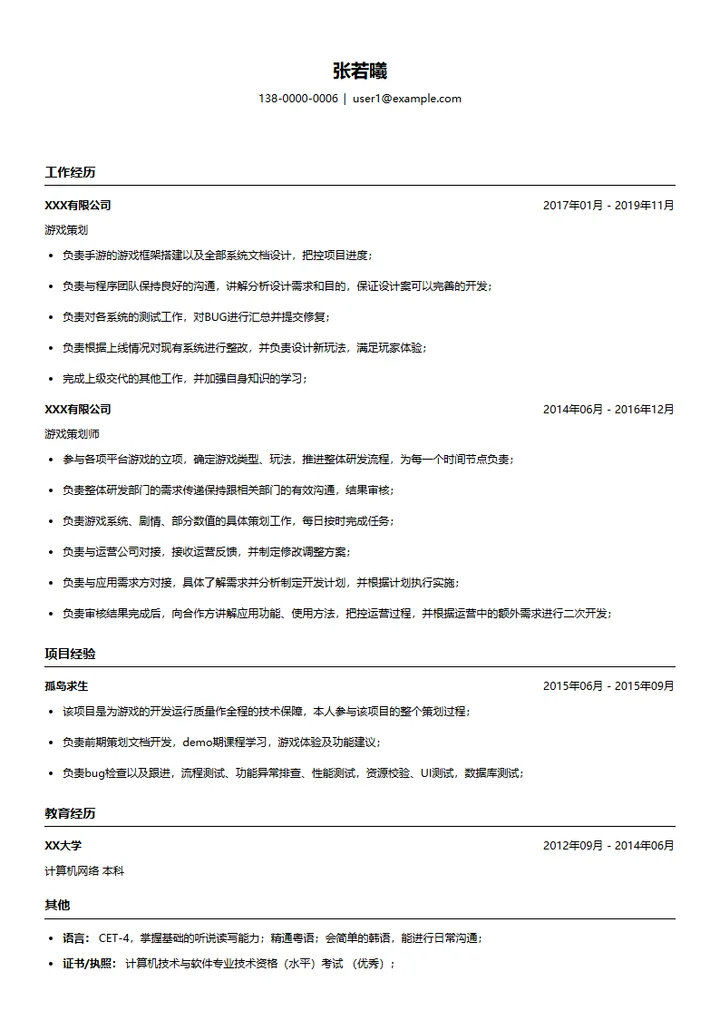 张若曦
138-0000-0006 | user1@example.com
工作经历
XXX有限公司 2017年01月 - 2019年11月
游戏策划
• 负责手游的游戏框架搭建以及全部系统文档设计，把控项目进度；
• 负责与程序团队保持良好的沟通，讲解分析设计需求和目的，保证设计案可以完善的开发；
• 负责对各系统的测试工作，对BUG进行汇总并提交修复；
• 负责根据上线情况对现有系统进行整改，并负责设计新玩法，满足玩家体验；
• 完成上级交代的其他工作，并加强自身知识的学习；
XXX有限公司 2014年06月 - 2016年12月
游戏策划师
• 参与各项平台游戏的立项，确定游戏类型、玩法，推进整体研发流程，为每一个时间节点负责；
• 负责整体研发部门的需求传递保持跟相关部门的有效沟通，结果审核；
• 负责游戏系统、剧情、部分数值的具体策划工作，每日按时完成任务；
• 负责与运营公司对接，接收运营反馈，并制定修改调整方案；
• 负责与应用需求方对接，具体了解需求并分析制定开发计划，并根据计划执行实施；
• 负责审核结果完成后，向合作方讲解应用功能、使用方法，把控运营过程，并根据运营中的额外需求进行二次开发；
项目经验
孤岛求生 2015年06月 - 2015年09月
• 该项目是为游戏的开发运行质量作全程的技术保障，本人参与该项目的整个策划过程；
• 负责前期策划文档开发，demo期课程学习，游戏体验及功能建议；
• 负责bug检查以及跟进，流程测试、功能异常排查、性能测试，资源校验、UI测试，数据库测试；
教育经历
XX大学 2012年09月 - 2014年06月
计算机网络 本科
其他
• 语言： CET-4，掌握基础的听说读写能力；精通粤语；会简单的韩语，能进行日常沟通；
• 证书/执照： 计算机技术与软件专业技术资格（水平）考试 （优秀）；